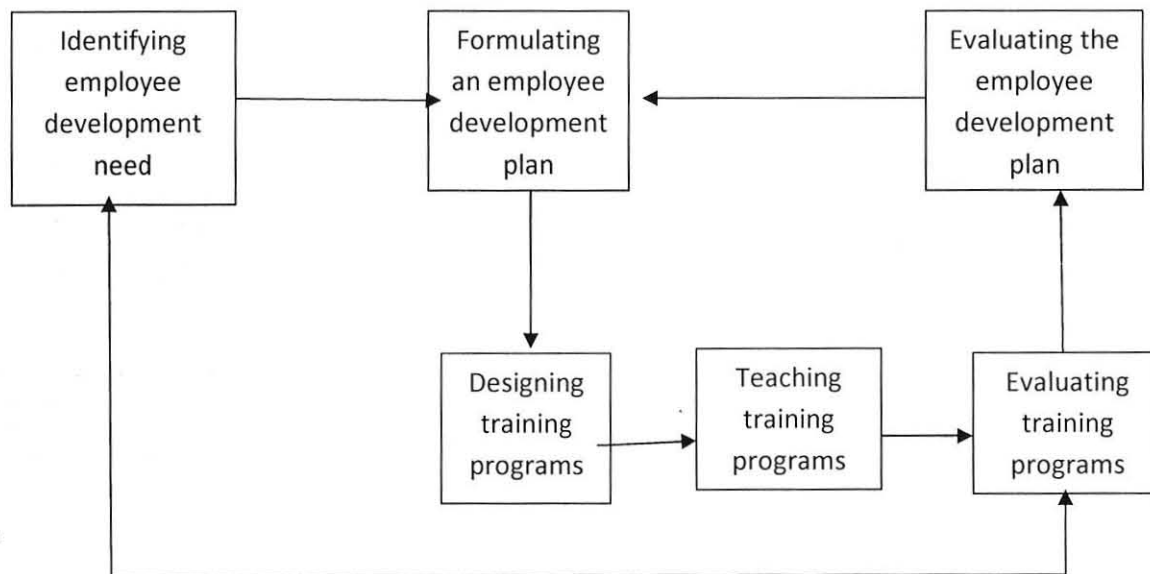 Identifying
employee
development
need
Formulating
an employee
development
plan
Evaluating the
employee
development
plan
Designing
training
programs
Teaching
training
programs
Evaluating
training
programs